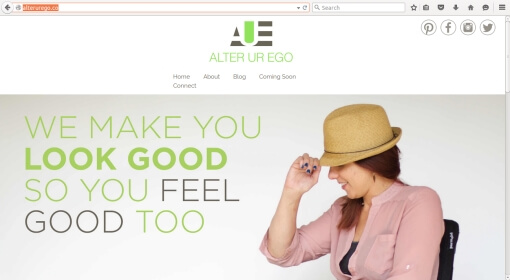 alterurego.co
Search
AUE
ALTER UR EGO
Home About Blog Coming Soon
Connect
WE MAKE YOU
LOOK GOOD
SO YOU FEEL
GOOD TOO